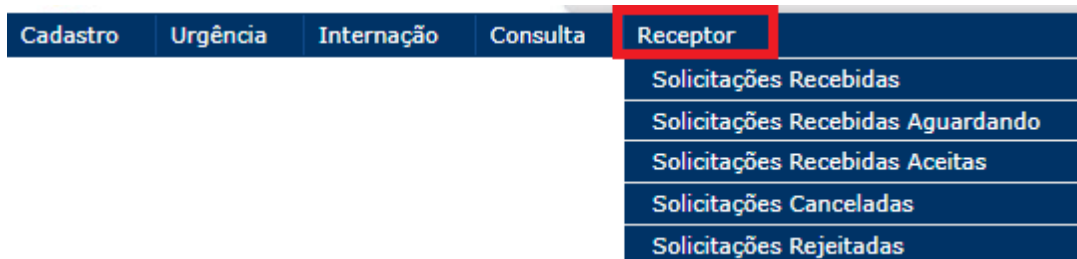 Cadastro Urgência Internação Consulta Receptor
Solicitações Recebidas
Solicitações Recebidas Aguardando
Solicitações Recebidas Aceitas
Solicitações Canceladas
Solicitações Rejeitadas